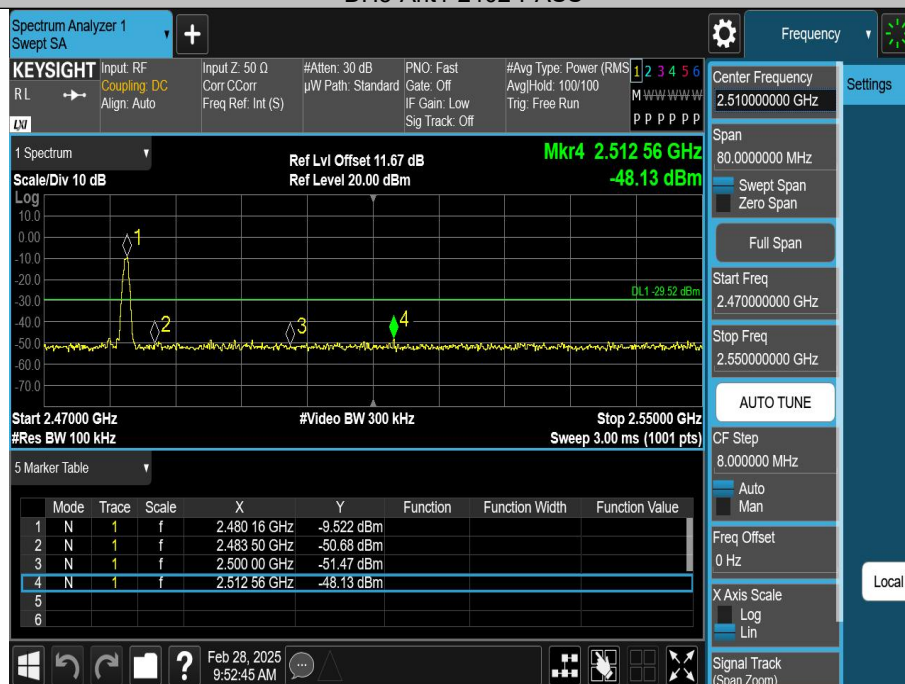 Spectrum Analyzer 1
Swept SA
+
Frequency
KEYSIGHT
RL
LXI
Input: RF
Coupling: DC
Align: Auto
Input Z: 50 Ω
Corr CCorr
Freq Ref: Int (S)
#Atten: 30 dB
µW Path: Standard
PNO: Fast
Gate: Off
IF Gain: Low
Sig Track: Off
#Avg Type: Power (RMS
Avg|Hold: 100/100
Trig: Free Run
1 2 3 4 5 6
M W W W W W
P P P P P P
1 Spectrum
Scale/Div 10 dB
Ref Lvl Offset 11.67 dB
Ref Level 20.00 dBm
Mkr4 2.512 56 GHz
-48.13 dBm
Log
10.0
0.00
-10.0
-20.0
-30.0
-40.0
-50.0
-60.0
-70.0
1
2
3
4
DL1 -29.52 dBm
Start 2.47000 GHz
#Video BW 300 kHz
Stop 2.55000 GHz
#Res BW 100 kHz
Sweep 3.00 ms (1001 pts)
5 Marker Table
Mode Trace Scale X Y Function Function Width Function Value
1 N 1 f 2.480 16 GHz -9.522 dBm
2 N 1 f 2.483 50 GHz -50.68 dBm
3 N 1 f 2.500 00 GHz -51.47 dBm
4 N 1 f 2.512 56 GHz -48.13 dBm
5
6
?
Feb 28, 2025
9:52:45 AM
Center Frequency
2.510000000 GHz
Settings
Span
80.0000000 MHz
Swept Span
Zero Span
Full Span
Start Freq
2.470000000 GHz
Stop Freq
2.550000000 GHz
AUTO TUNE
CF Step
8.000000 MHz
Auto
Man
Freq Offset
0 Hz
X Axis Scale
Log
Lin
Local
Signal Track
(Span Zoom)